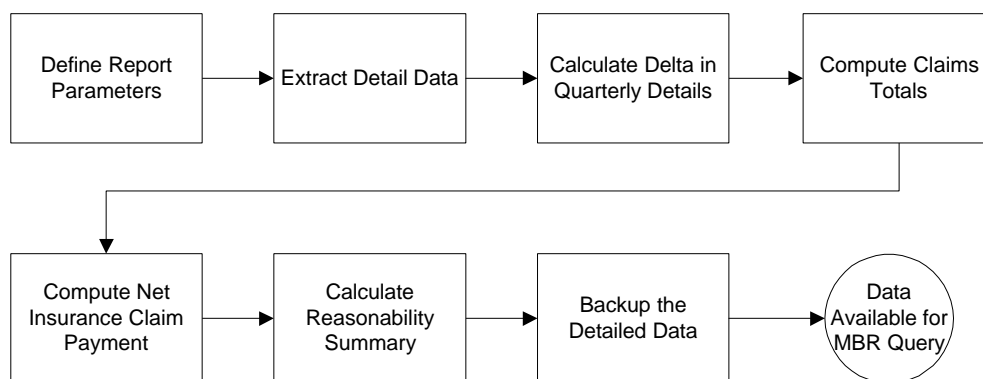 Define Report
Parameters
Extract Detail Data
Calculate Delta in
Quarterly Details
Compute Claims
Totals
Compute Net
Insurance Claim
Payment
Calculate
Reasonability
Summary
Backup the
Detailed Data
Data
Available for
MBR Query